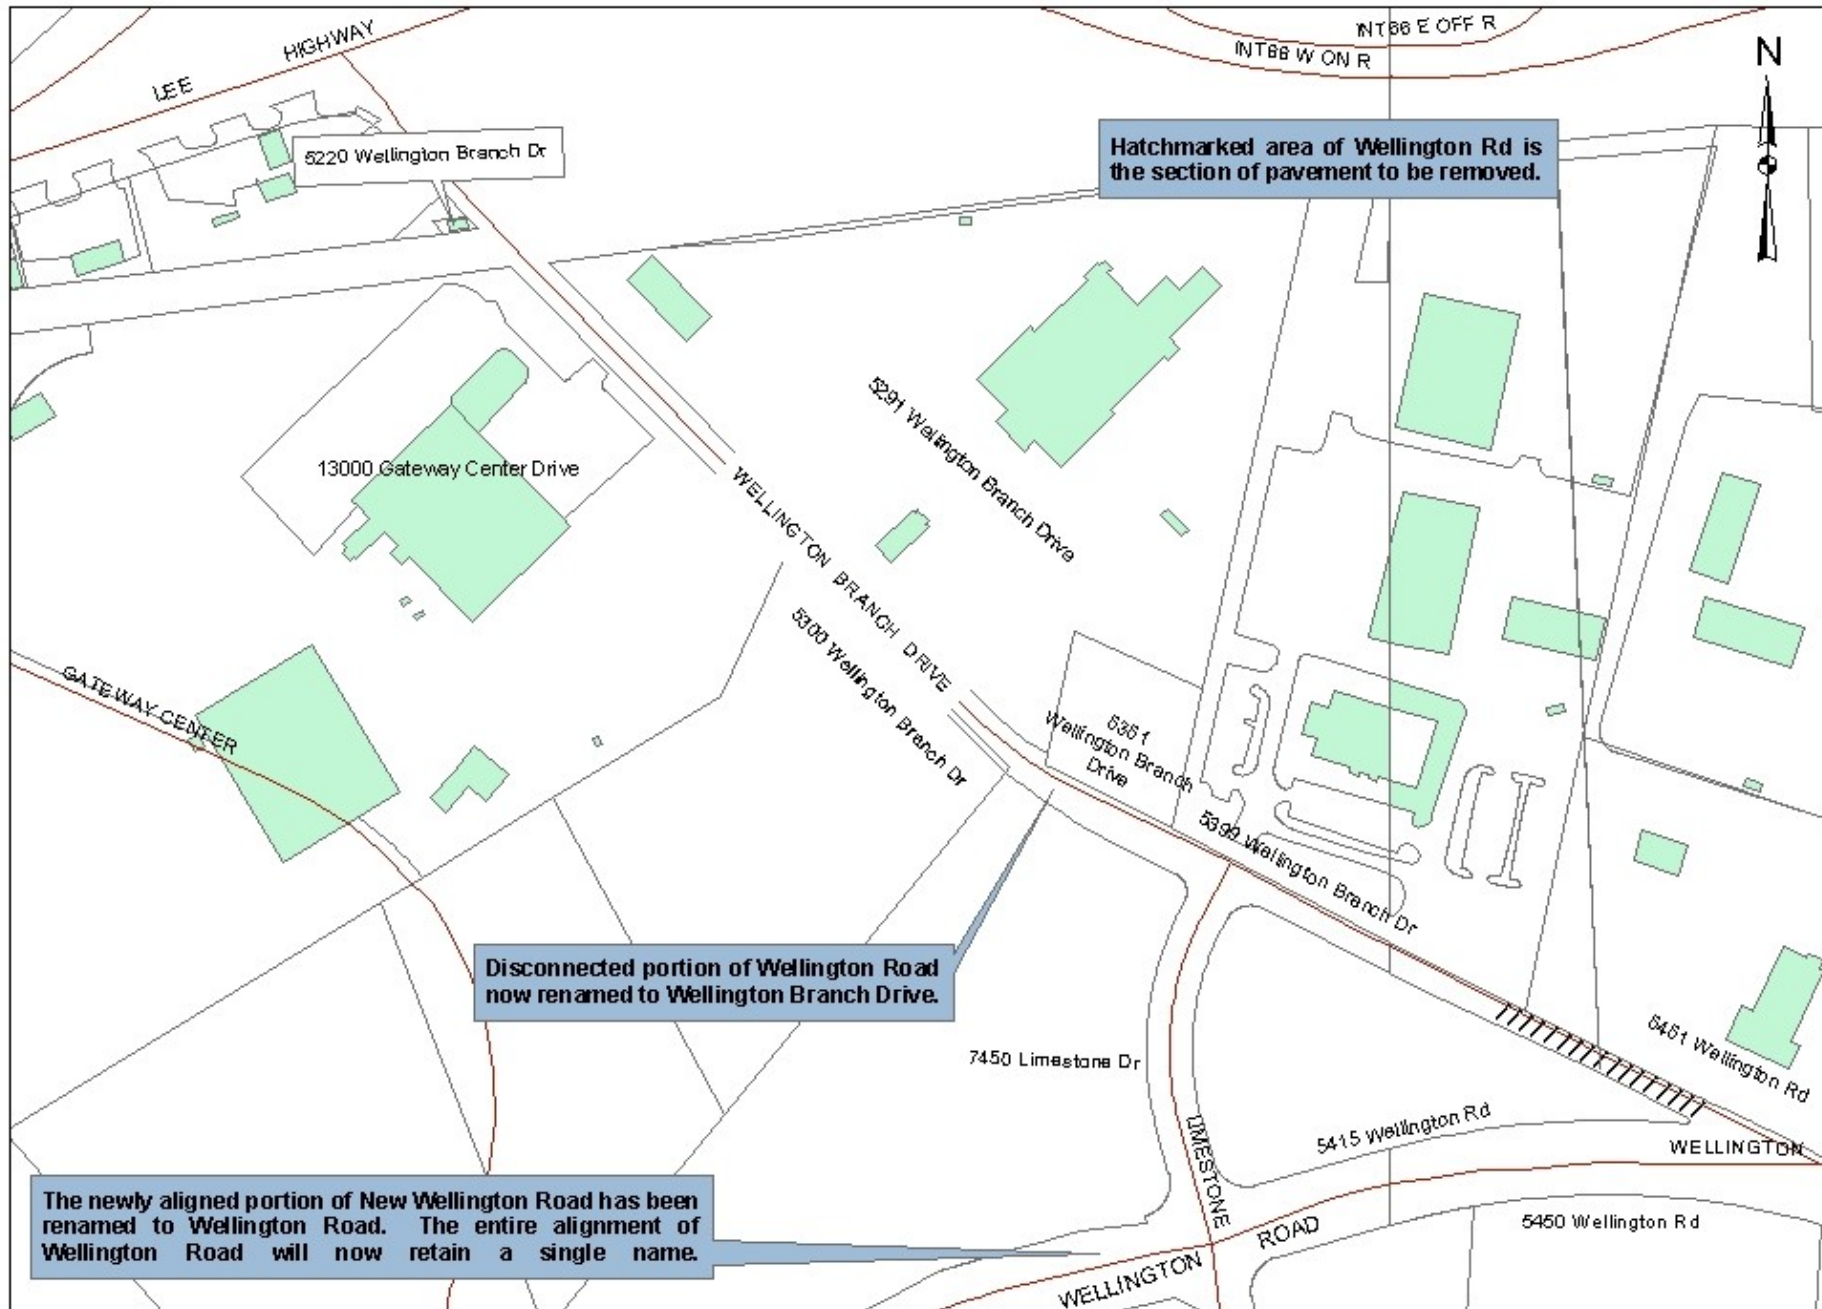 INT66 E OFF R
INT66 W ON R
N
LEE HIGHWAY
5220 Wellington Branch Dr
Hatchmarked area of Wellington Rd is
the section of pavement to be removed.
5291 Wellington Branch Drive
13000 Gateway Center Drive
WELLINGTON BRANCH DRIVE
5300 Wellington Branch Dr
GATEWAY CENTER
5351
Wellington Branch
Drive
5399 Wellington Branch Dr
Disconnected portion of Wellington Road
now renamed to Wellington Branch Drive.
7450 Limestone Dr
5451 Wellington Rd
LIMESTONE
5415 Wellington Rd
WELLINGTON
The newly aligned portion of New Wellington Road has been
renamed to Wellington Road. The entire alignment of
Wellington Road will now retain a single name.
5450 Wellington Rd
WELLINGTON ROAD